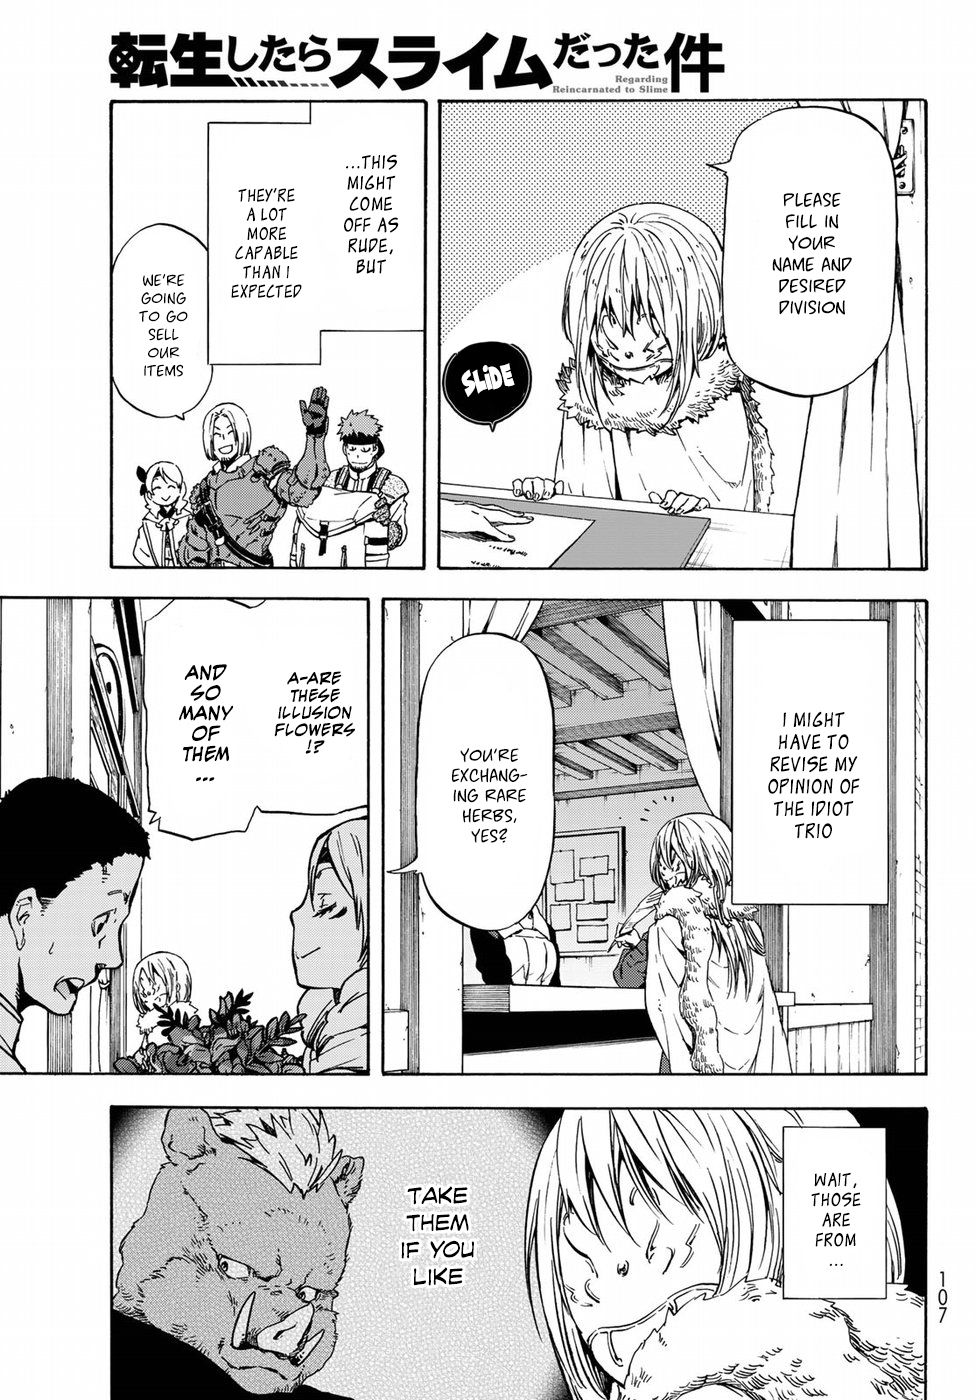 転生したらスライムだった件
Regarding
Reincarnated to Slime
PLEASE
FILL IN
YOUR
NAME AND
DESIRED
DIVISION
SLIDE
...THIS
MIGHT
COME
OFF AS
RUDE,
BUT
THEY'RE
A LOT
MORE
CAPABLE
THAN I
EXPECTED
WE'RE
GOING
TO GO
SELL
OUR
ITEMS
I MIGHT
HAVE TO
REVISE MY
OPINION OF
THE IDIOT
TRIO
YOU'RE
EXCHANG-
ING RARE
HERBS,
YES?
A-ARE
THESE
ILLUSION
FLOWERS
!?
AND
SO
MANY
OF
THEM
...
WAIT,
THOSE
ARE
FROM
...
TAKE
THEM
IF YOU
LIKE
107